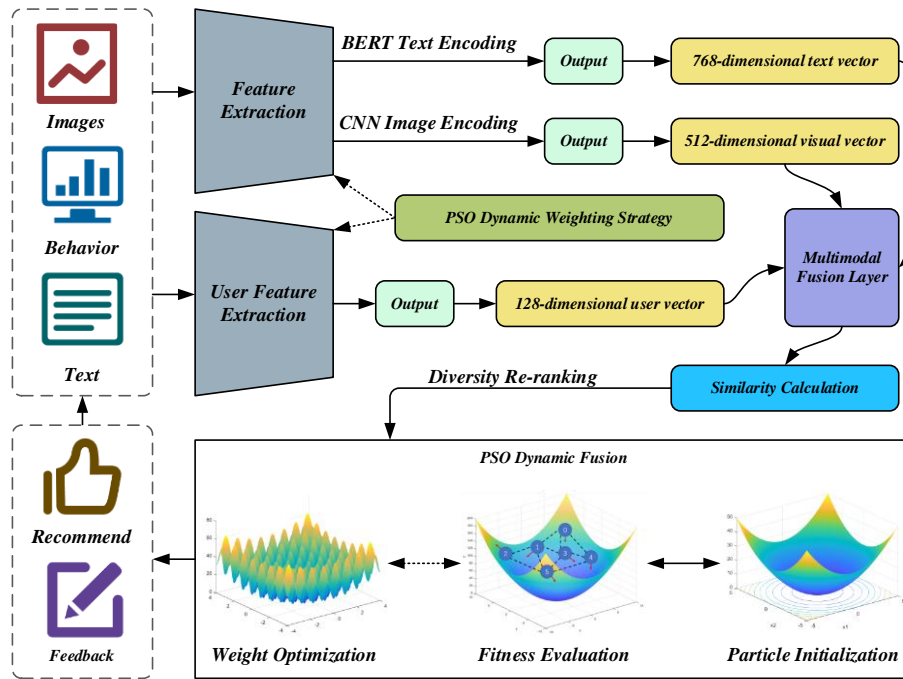 Images
Behavior
Text
Recommend
Feedback
Feature
Extraction
BERT Text Encoding
Output
768-dimensional text vector
CNN Image Encoding
Output
512-dimensional visual vector
PSO Dynamic Weighting Strategy
User Feature
Extraction
Output
128-dimensional user vector
Multimodal
Fusion Layer
Diversity Re-ranking
Similarity Calculation
PSO Dynamic Fusion
Weight Optimization
Fitness Evaluation
Particle Initialization